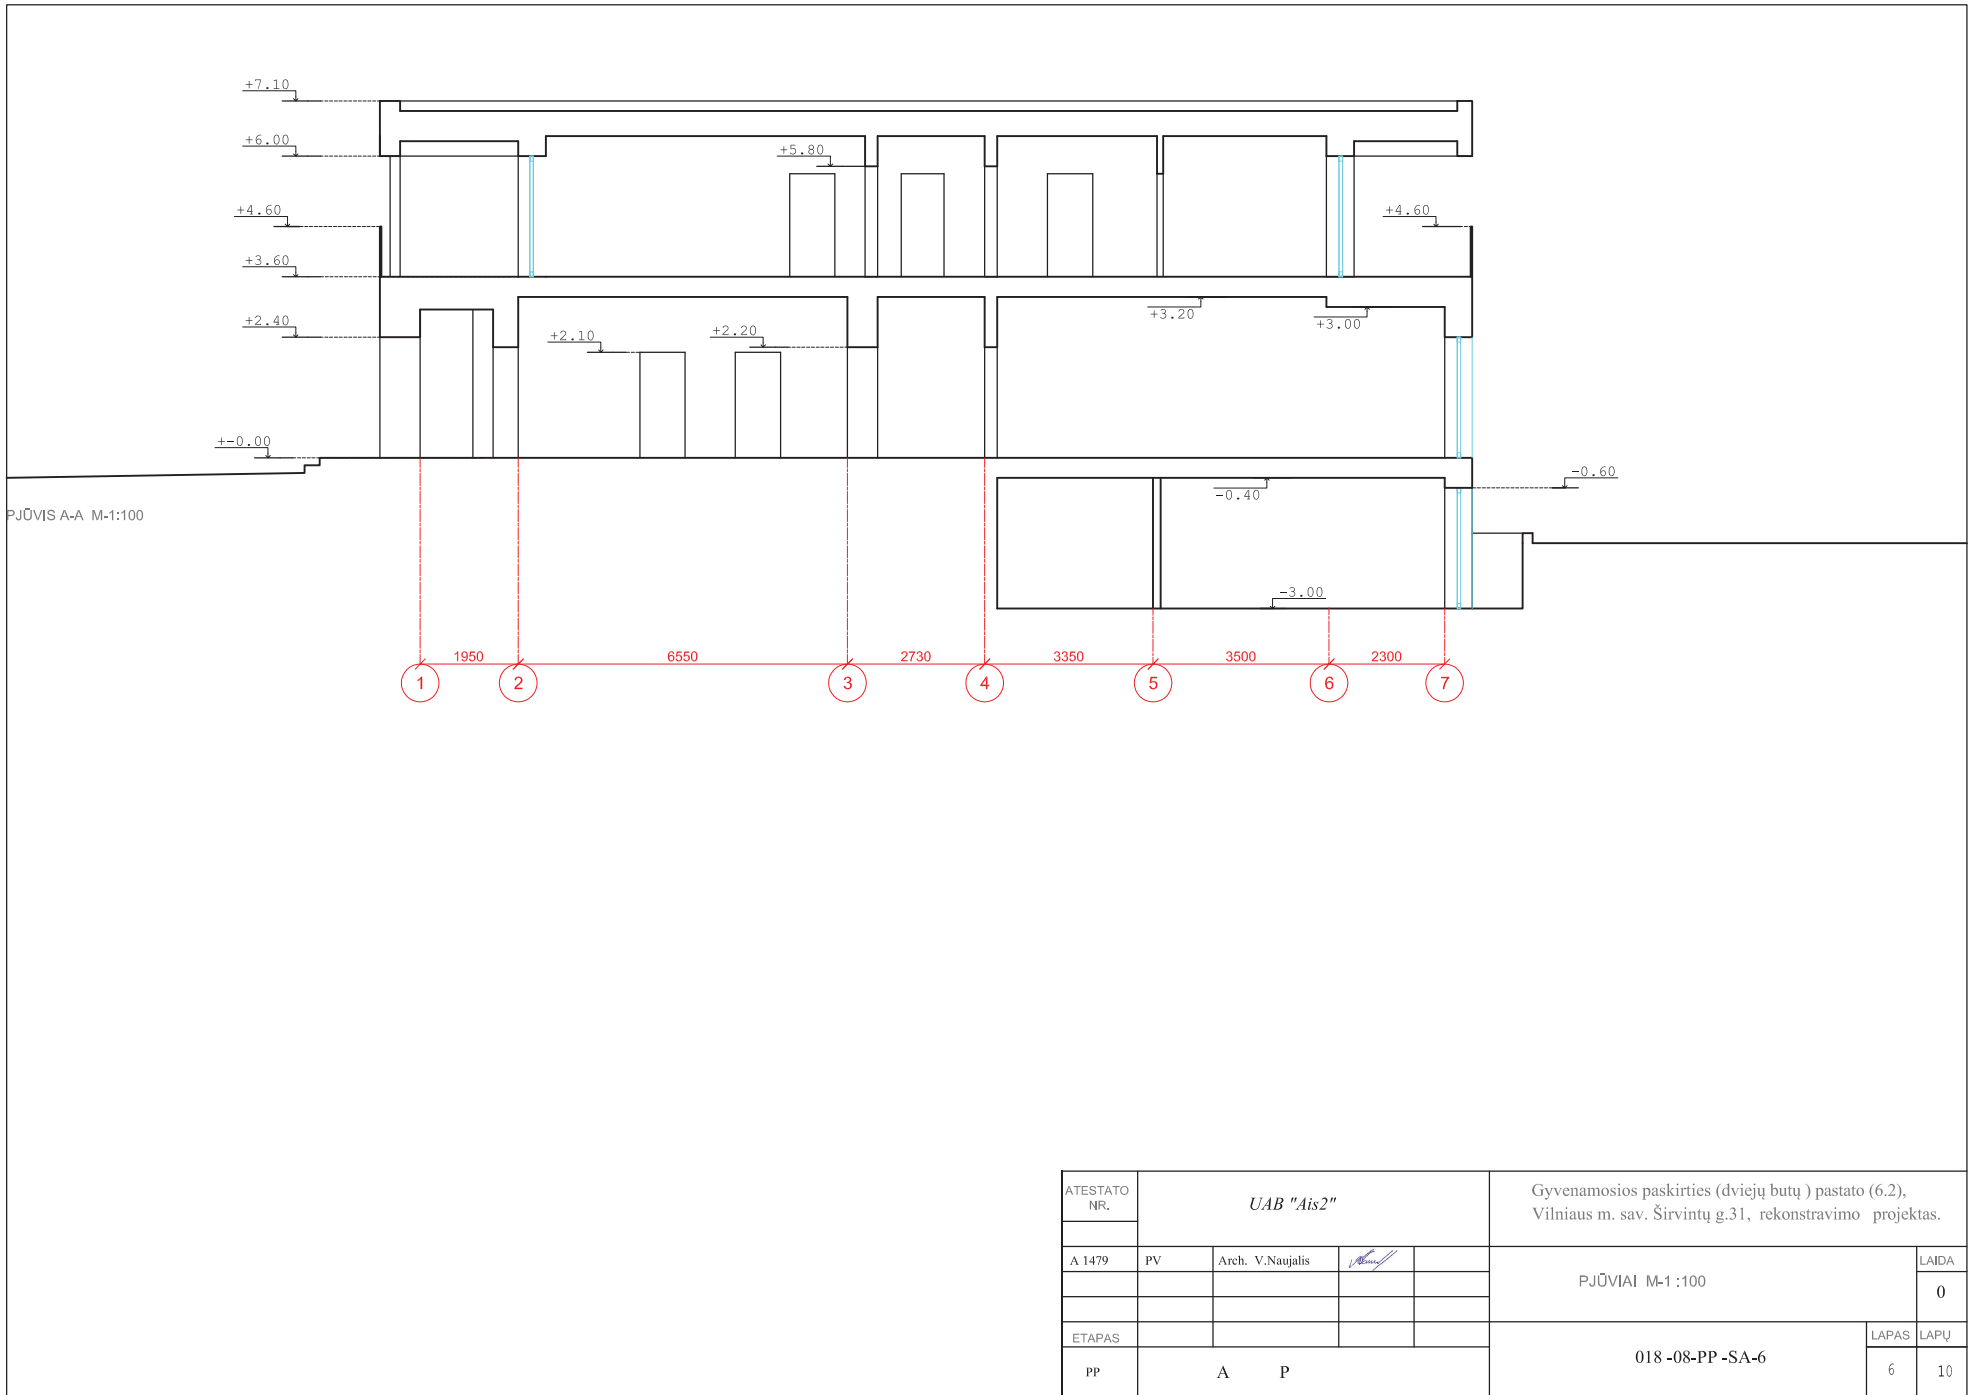 +7.10
+6.00
+5.80
+4.60
+4.60
+3.60
+3.20
+3.00
+2.40
+2.10
+2.20
+-0.00
-0.60
-0.40
PJŪVIS A-A M-1:100
-3.00
1950 6550 2730 3350 3500 2300
1 2 3 4 5 6 7
ATESTATO NR.
UAB "Ais2"
Gyvenamosios paskirties (dviejų butų ) pastato (6.2),
Vilniaus m. sav. Širvintų g.31, rekonstravimo projektas.
A 1479 PV Arch. V.Naujalis
PJŪVIAI M-1 :100
LAIDA
0
ETAPAS
PP
A P
018 -08-PP -SA-6
LAPAS LAPŲ
6 10